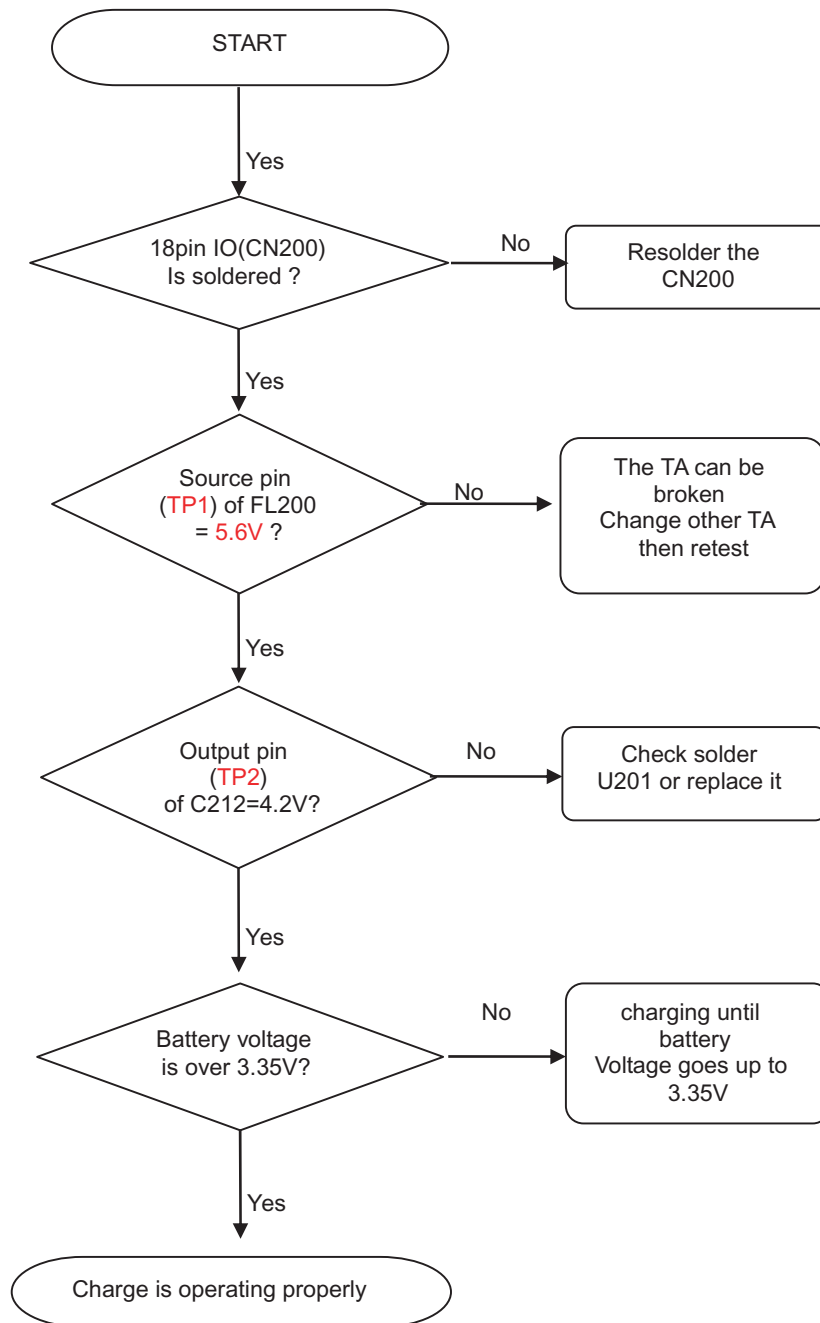 START
Yes
18pin IO(CN200)
Is soldered ?
No
Resolder the
CN200
Yes
Source pin
(TP1) of FL200
= 5.6V ?
No
The TA can be
broken
Change other TA
then retest
Yes
Output pin
(TP2)
of C212=4.2V?
No
Check solder
U201 or replace it
Yes
Battery voltage
is over 3.35V?
No
charging until
battery
Voltage goes up to
3.35V
Yes
Charge is operating properly